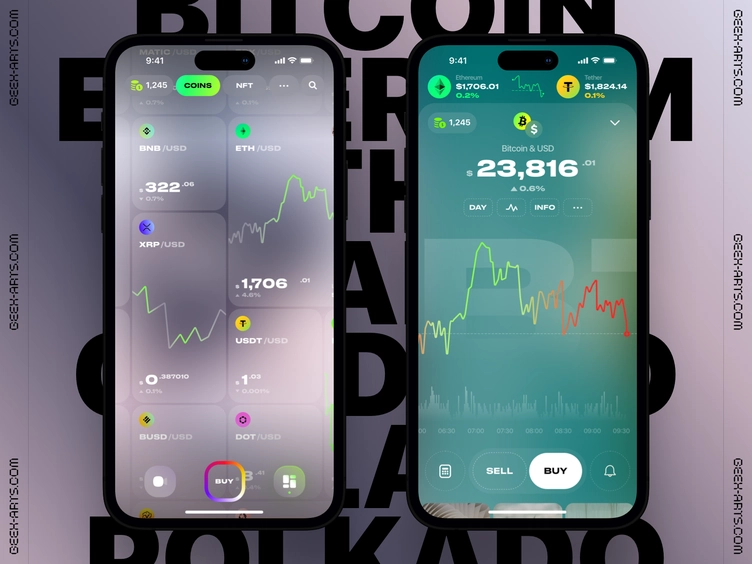 BITCOIN
POLKADO
GEEX-ARTS.COM
GEEX-ARTS.COM
GEEX-ARTS.COM
GEEX-ARTS.COM
GEEX-ARTS.COM
GEEX-ARTS.COM
MATIC /USD
9:41
1,245
COINS
NFT
...
BNB /USD
$ 322 .06
0.7%
ETH /USD
$ 1,706 .01
4.6%
XRP /USD
$ 0 .387010
0.1%
USDT /USD
$ 1 .03
0.001%
BUSD /USD
DOT /USD
BUY
9:41
Ethereum
$1,706.01
0.2%
Tether
$1,824.14
0.1%
1,245
Bitcoin & USD
$ 23,816 .01
0.6%
DAY
INFO
...
06:30
07:00
07:30
08:00
08:30
09:00
09:30
SELL
BUY